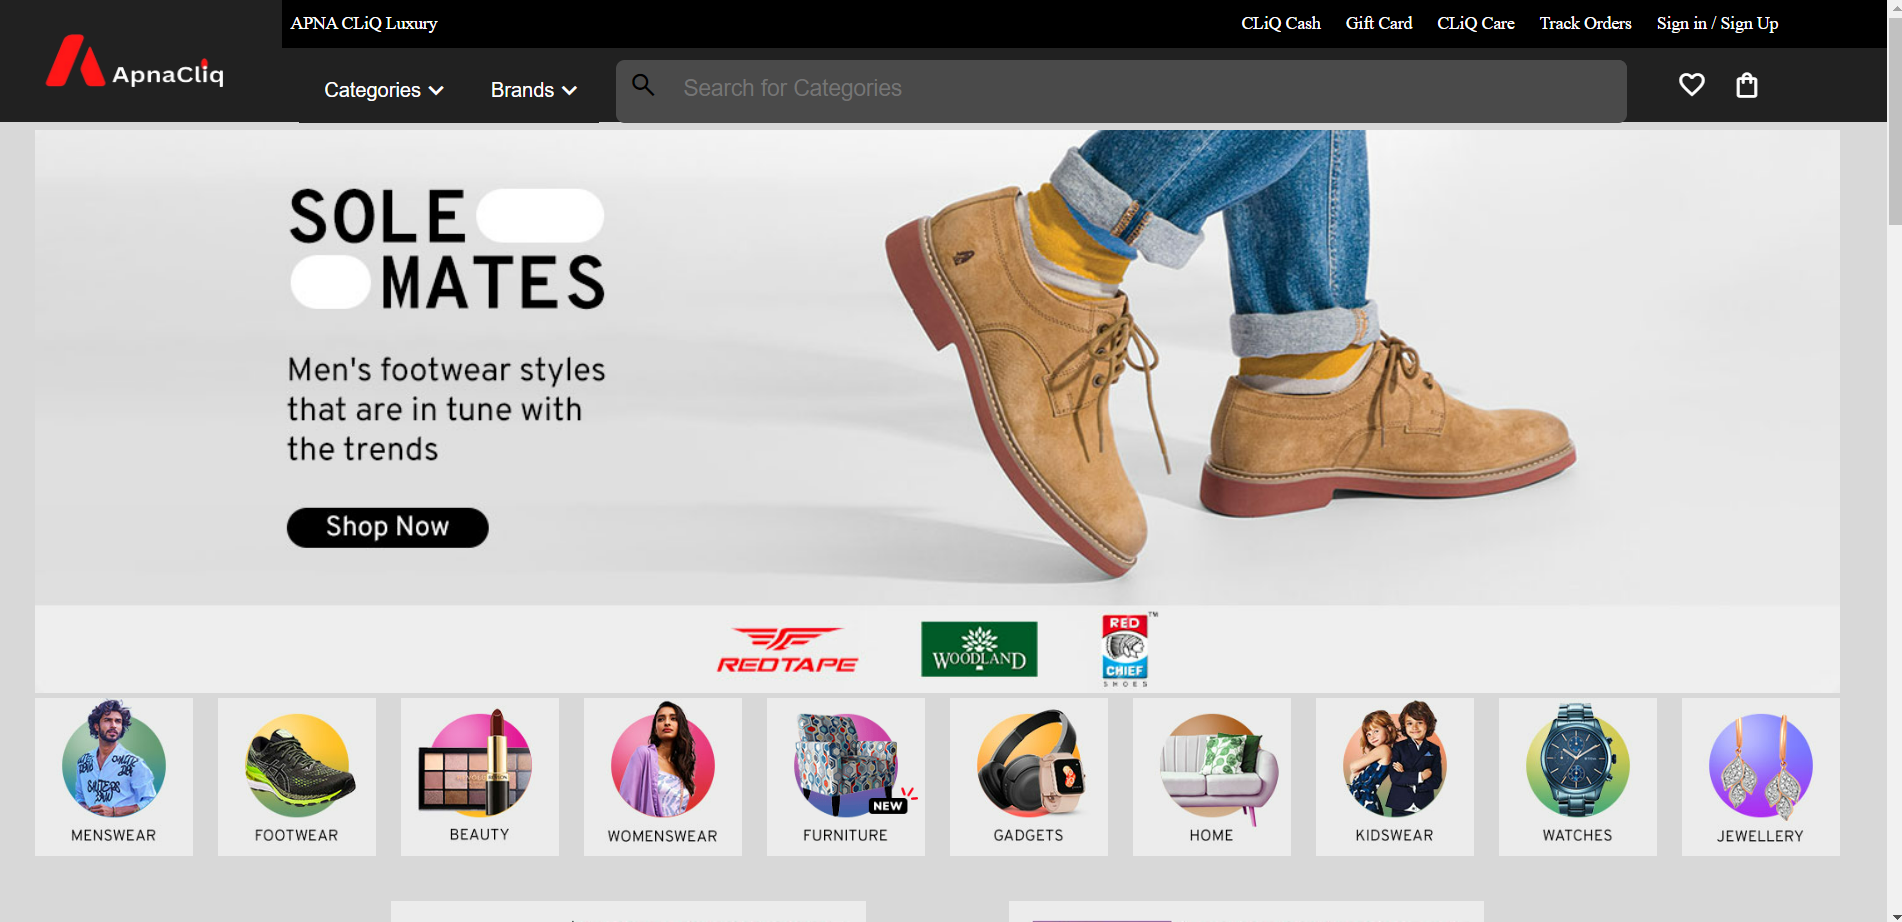 APNA CLiQ Luxury
CLiQ Cash
Gift Card
CLiQ Care
Track Orders
Sign in / Sign Up
ApnaCliq
Categories
Brands
Search for Categories
SOLE
MATES
Men's footwear styles
that are in tune with
the trends
Shop Now
REDTAPE
WOODLAND
RED
CHIEF
SHOES
TM
NEW
MENSWEAR
FOOTWEAR
BEAUTY
WOMENSWEAR
FURNITURE
GADGETS
HOME
KIDSWEAR
WATCHES
JEWELLERY